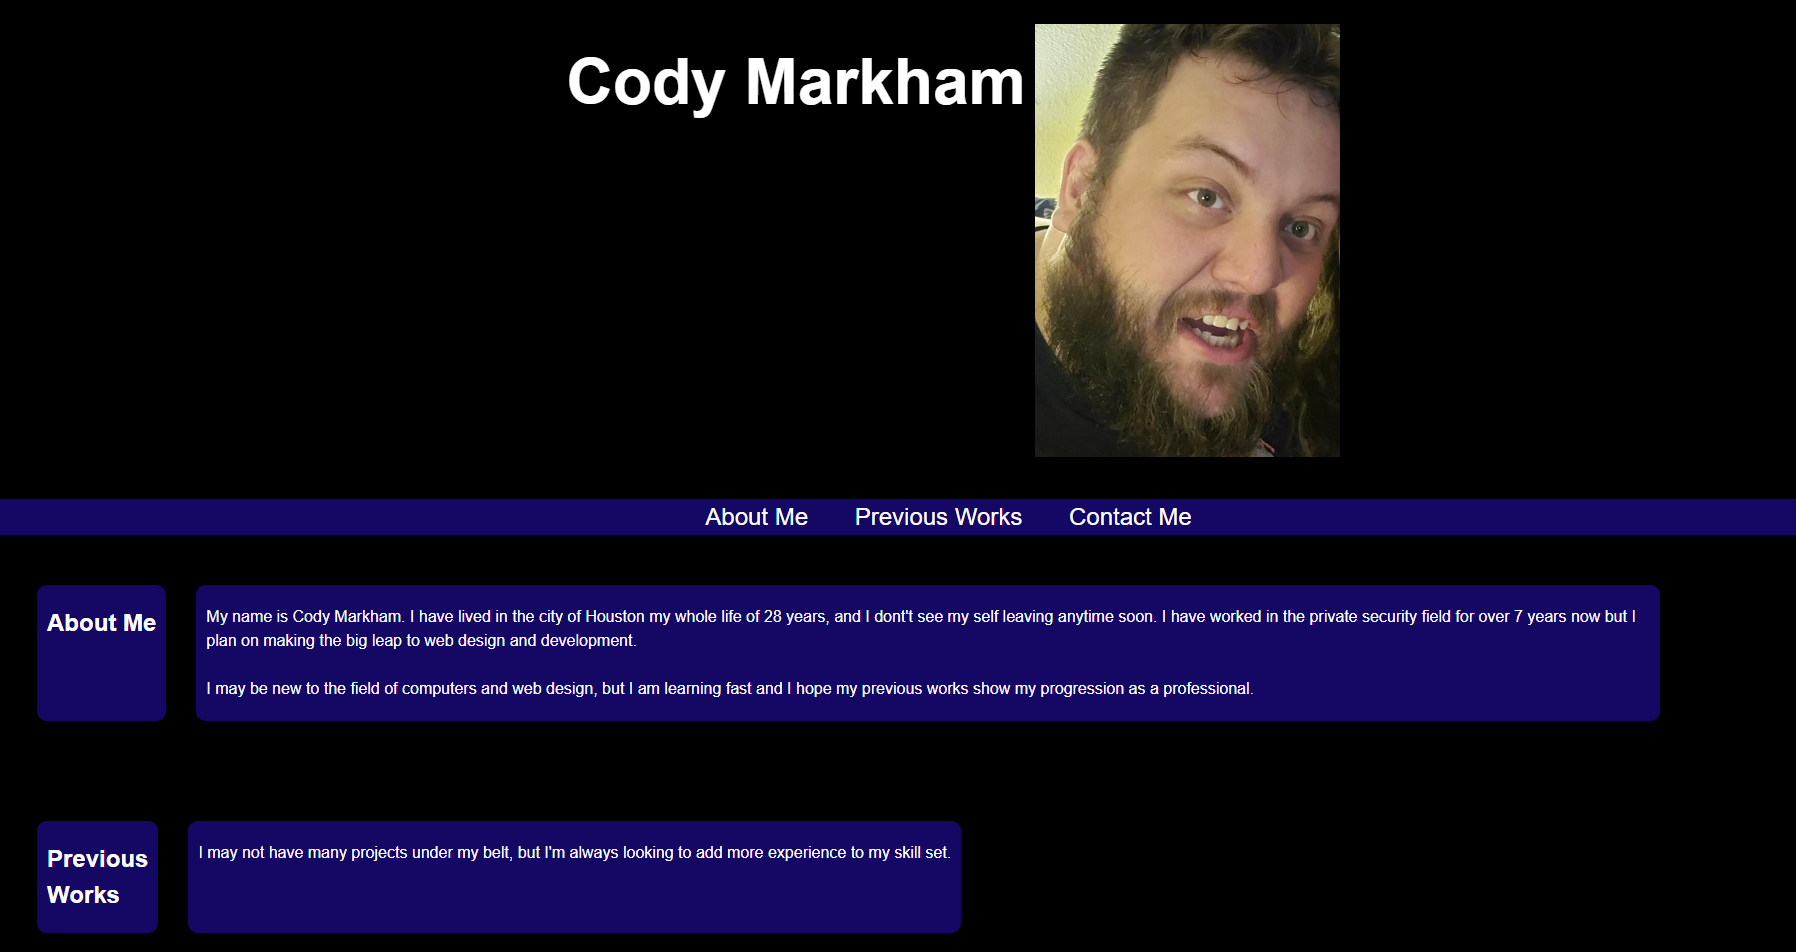 Cody Markham
About Me Previous Works Contact Me
About Me
My name is Cody Markham. I have lived in the city of Houston my whole life of 28 years, and I dont't see my self leaving anytime soon. I have worked in the private security field for over 7 years now but I
plan on making the big leap to web design and development.
I may be new to the field of computers and web design, but I am learning fast and I hope my previous works show my progression as a professional.
Previous
Works
I may not have many projects under my belt, but I'm always looking to add more experience to my skill set.